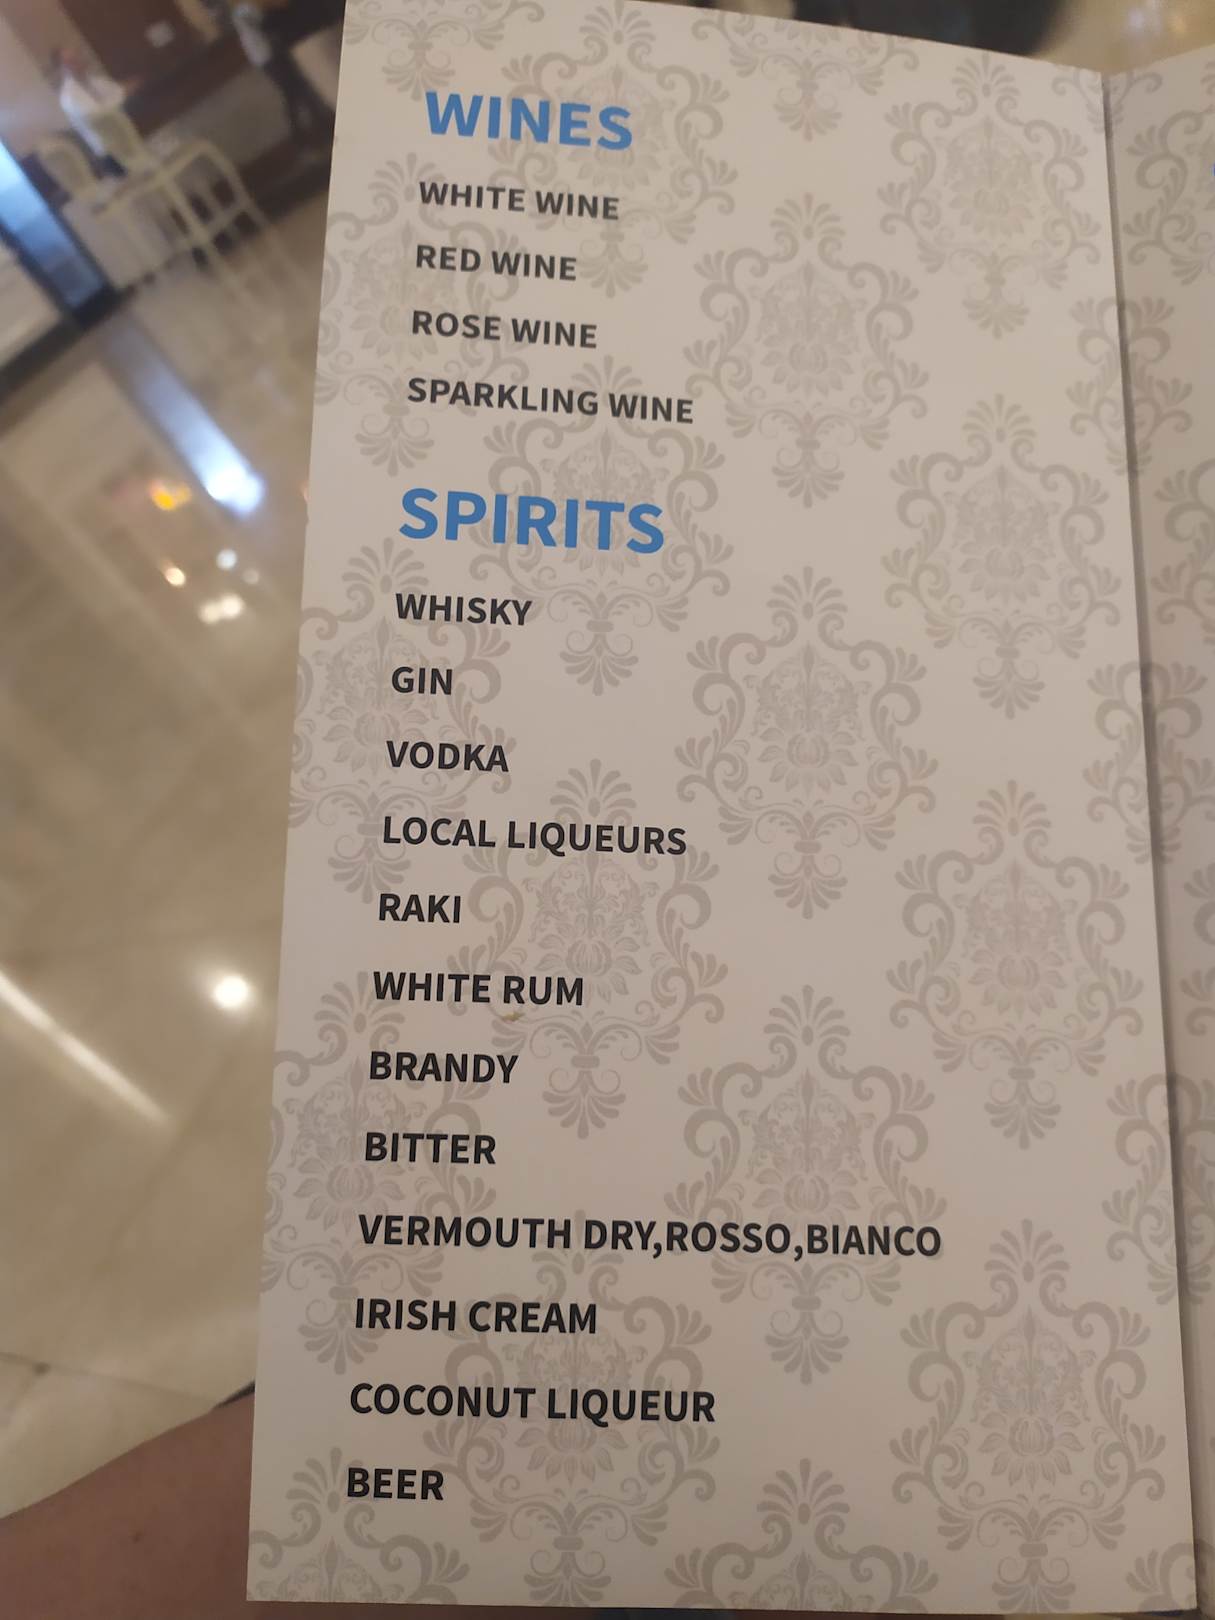 WINES
WHITE WINE
RED WINE
ROSE WINE
SPARKLING WINE
SPIRITS
WHISKY
GIN
VODKA
LOCAL LIQUEURS
RAKI
WHITE RUM
BRANDY
BITTER
VERMOUTH DRY,ROSSO,BIANCO
IRISH CREAM
COCONUT LIQUEUR
BEER